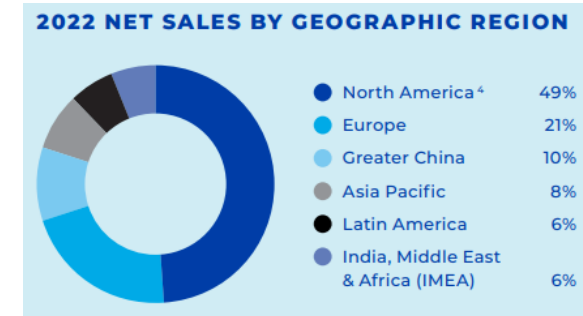 2022 NET SALES BY GEOGRAPHIC REGION
North America⁴ 49%
Europe 21%
Greater China 10%
Asia Pacific 8%
Latin America 6%
India, Middle East
& Africa (IMEA) 6%